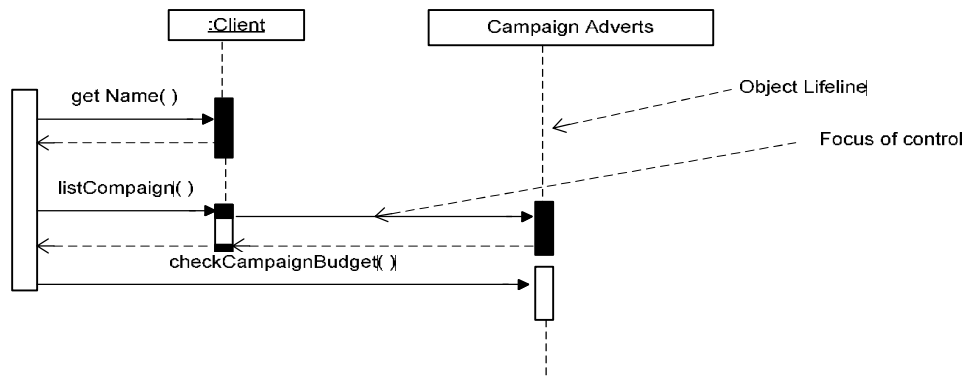 :Client
Campaign Adverts
get Name( )
Object Lifeline
Focus of control
listCompaign( )
checkCampaignBudget( )